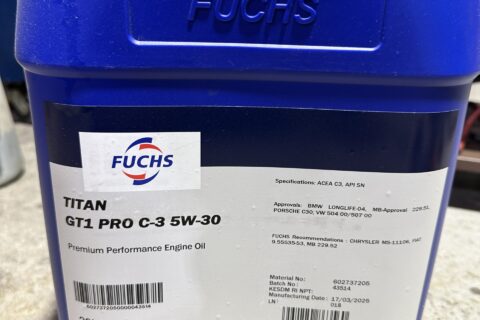 FUCHS
FUCHS
TITAN
GT1 PRO C-3 5W-30
Premium Performance Engine Oil
6027372050000043514
Specifications: ACEA C3, API SN
Approvals: BMW LONGLIFE-04, MB-Approval 229.51,
PORSCHE C30, VW 504 00/507 00
FUCHS Recommendations : CHRYSLER MS-11106, FIAT
9.55535-S3, MB 229.52
Material No: 602737205
Batch No : 43514
KESDM RI NPT:
Manufacturing Date : 17/03/2025
LN: 018